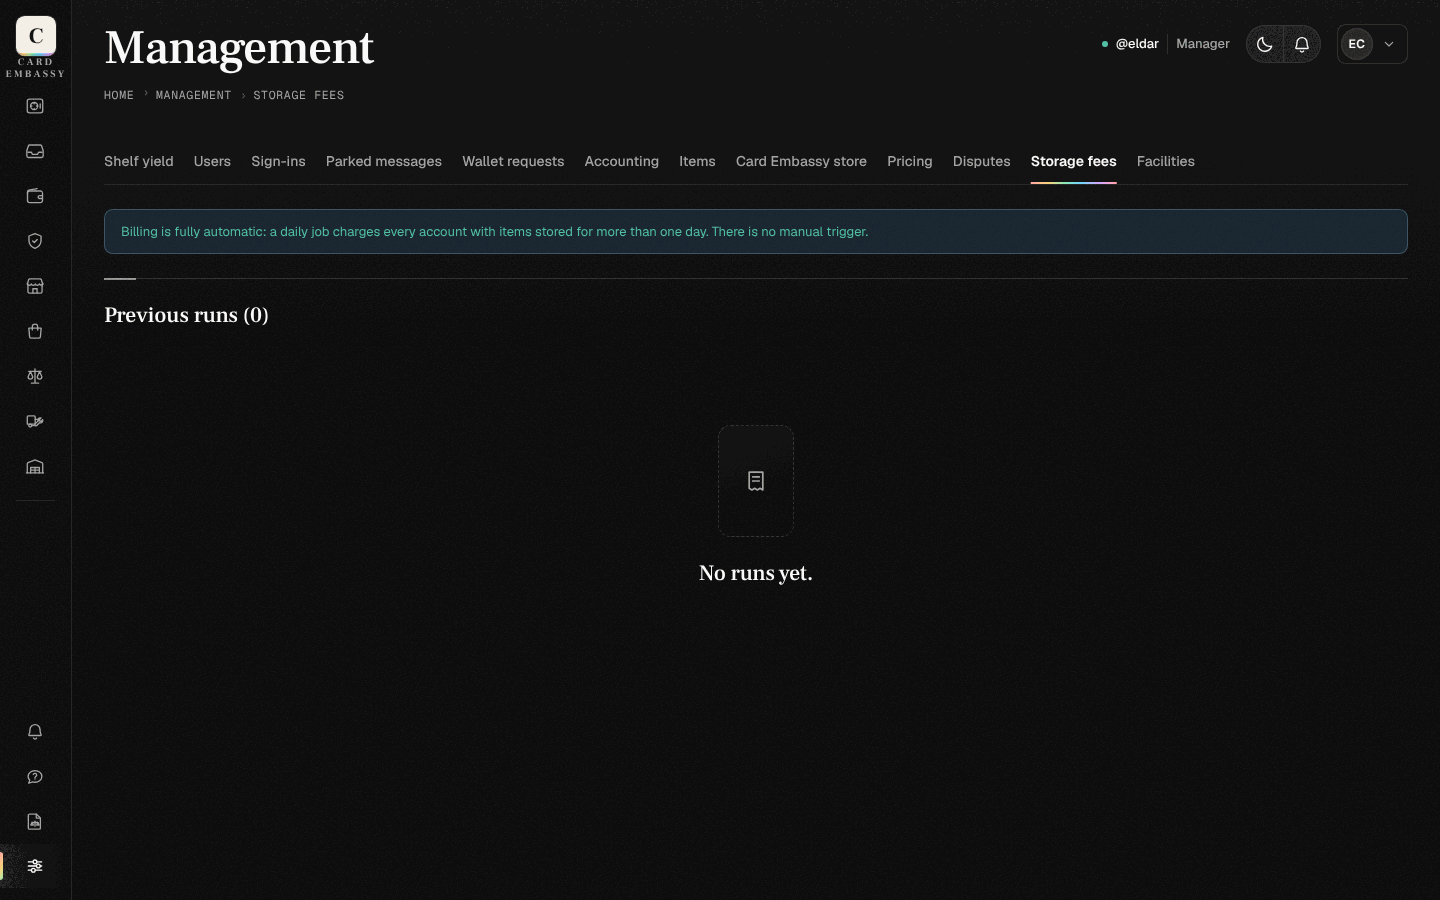 C
CARD
EMBASSY
Management
@eldar
Manager
EC
HOME › MANAGEMENT › STORAGE FEES
Shelf yield
Users
Sign-ins
Parked messages
Wallet requests
Accounting
Items
Card Embassy store
Pricing
Disputes
Storage fees
Facilities
Billing is fully automatic: a daily job charges every account with items stored for more than one day. There is no manual trigger.
Previous runs (0)
No runs yet.